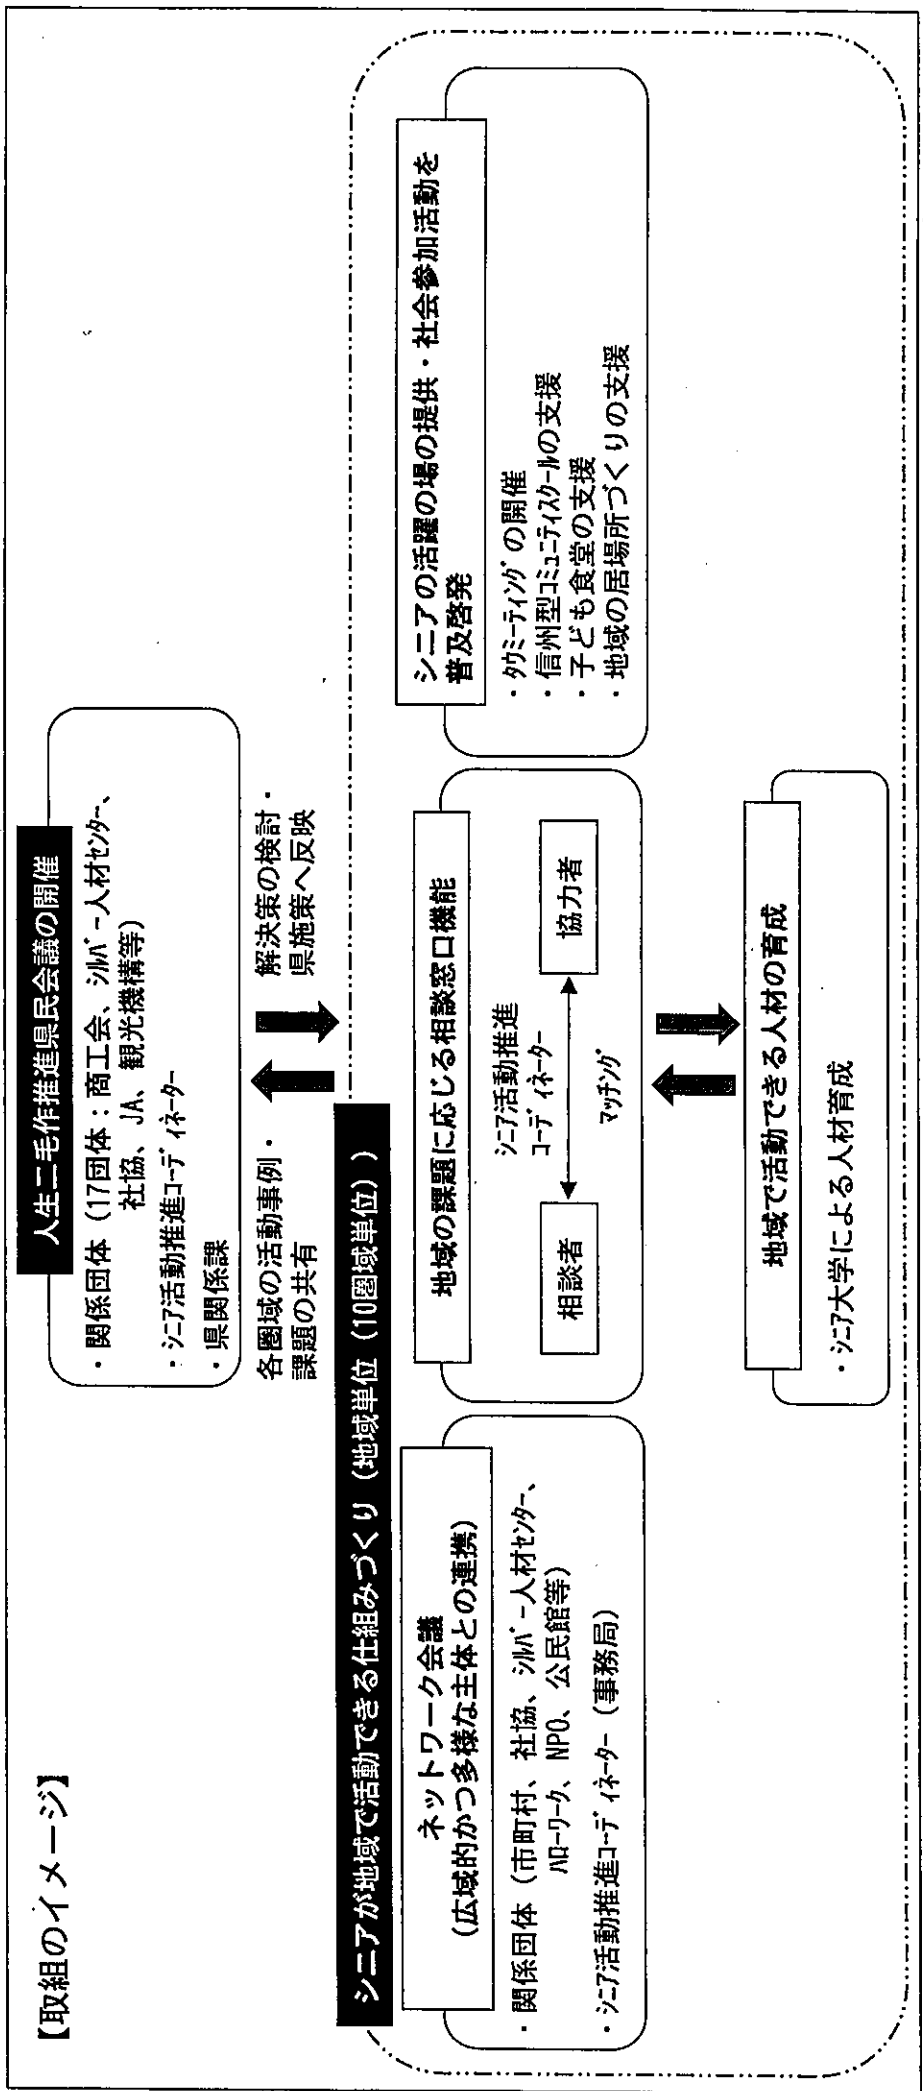 【取組のイメージ】
人生二毛作推進県民会議の開催
・関係団体（17団体：商工会、シルバー人材センター、
社協、JA、観光機構等）
・シニア活動推進コーディネーター
・県関係課
各圏域の活動事例・
課題の共有
解決策の検討・
県施策へ反映
シニアが地域で活動できる仕組みづくり（地域単位（10圏域単位））
ネットワーク会議
（広域的かつ多様な主体との連携）
・関係団体（市町村、社協、シルバー人材センター、
ハローワーク、NPO、公民館等）
・シニア活動推進コーディネーター（事務局）
地域の課題に応じる相談窓口機能
シニア活動推進
コーディネーター
相談者
協力者
マッチング
シニアの活躍の場の提供・社会参加活動を
普及啓発
・タウンミーティングの開催
・信州型コミュニティスクールの支援
・子ども食堂の支援
・地域の居場所づくりの支援
地域で活動できる人材の育成
・シニア大学による人材育成